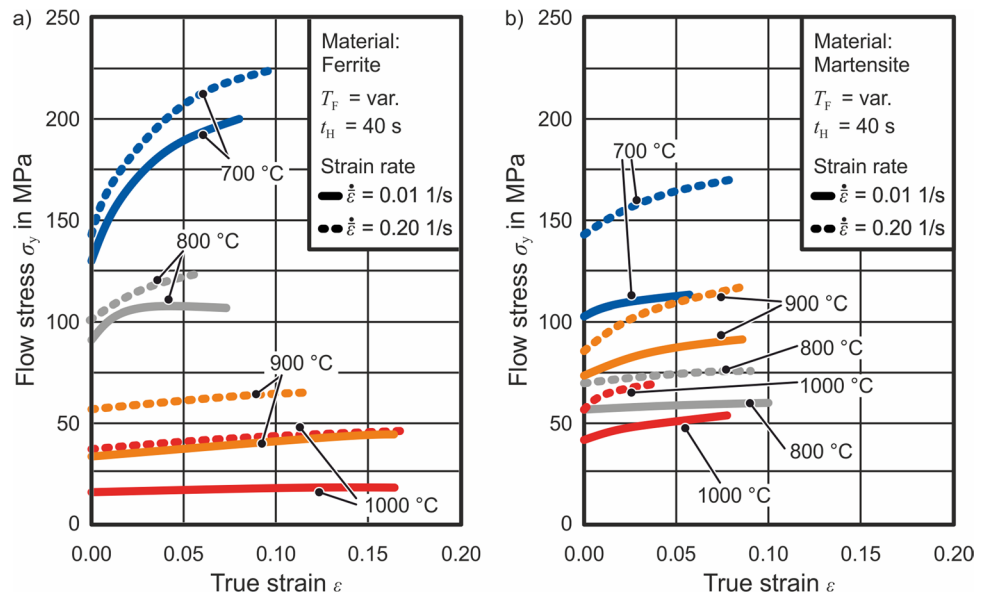 a)
250
200
150
100
50
0
0.00 0.05 0.10 0.15 0.20
Flow stress σy in MPa
True strain ε
Material:
Ferrite
TF = var.
tH = 40 s
Strain rate
ε̇ = 0.01 1/s
ε̇ = 0.20 1/s
700 °C
800 °C
900 °C
1000 °C
b)
250
200
150
100
50
0
0.00 0.05 0.10 0.15 0.20
Flow stress σy in MPa
True strain ε
Material:
Martensite
TF = var.
tH = 40 s
Strain rate
ε̇ = 0.01 1/s
ε̇ = 0.20 1/s
700 °C
900 °C
800 °C
1000 °C
800 °C
1000 °C